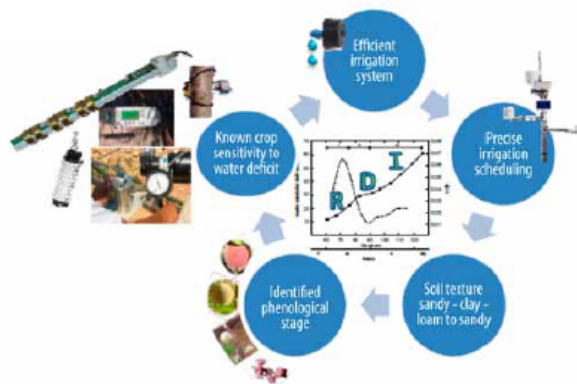 Efficient
irrigation
system
Precise
irrigation
scheduling
Soil texture
sandy - clay -
loam to sandy
Identified
phenological
stage
Known crop
sensitivity to
water deficit
R D I